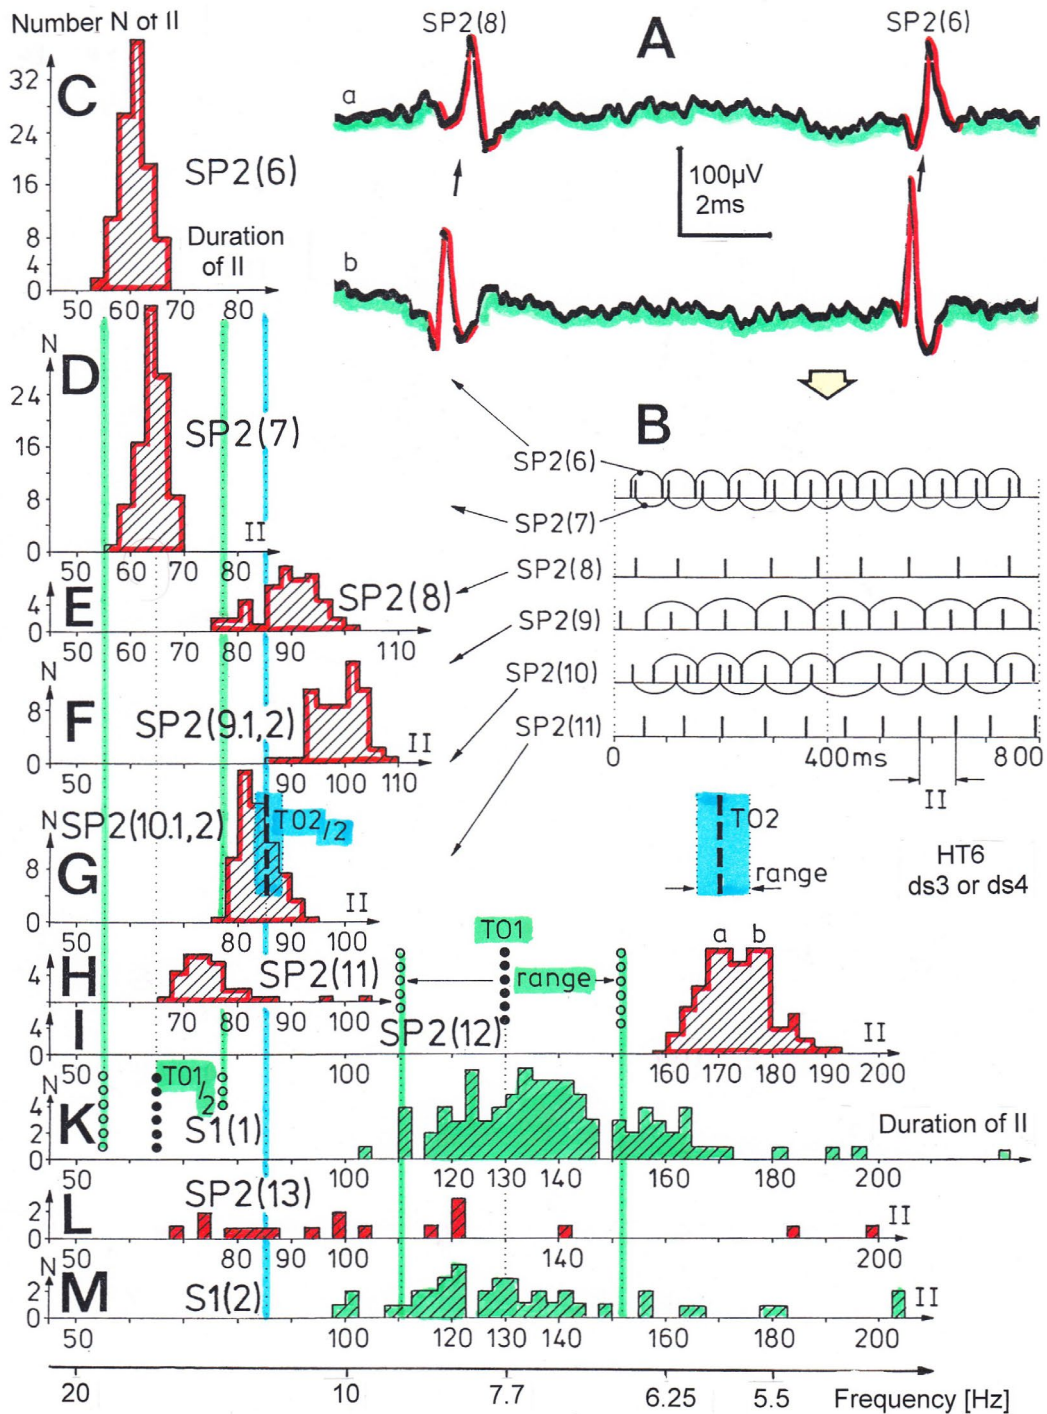 Number N of II
SP2(8)
A
SP2(6)
C
32
24
16
8
4
0
SP2(6)
Duration
of II
50 60 70 80
a
100µV
2ms
b
N
D
24
16
8
0
SP2(7)
II
50 60 70 80
B
SP2(6)
SP2(7)
SP2(8)
SP2(9)
SP2(10)
SP2(11)
0 400ms 800
II
E
4
0
SP2(8)
50 60 80 90 110
N
F
8
0
SP2(9.1,2)
II
50 90 100 110
N
SP2(10.1,2)
G
8
0
TO2/2
II
50 80 90 100
TO2
range
HT6
ds3 or ds4
H
4
SP2(11)
70 80 90 100
TO1
range
a b
I
4
0
SP2(12)
II
50 100 160 170 180 190 200
N
K
4
2
0
TO1/2
S1(1)
Duration of II
50 100 120 130 140 160 180 200
L
2
0
SP2(13)
II
50 80 90 100 140 200
N
M
2
0
S1(2)
II
50 100 120 130 140 160 180 200
20 10 7.7 6.25 5.5 Frequency [Hz]